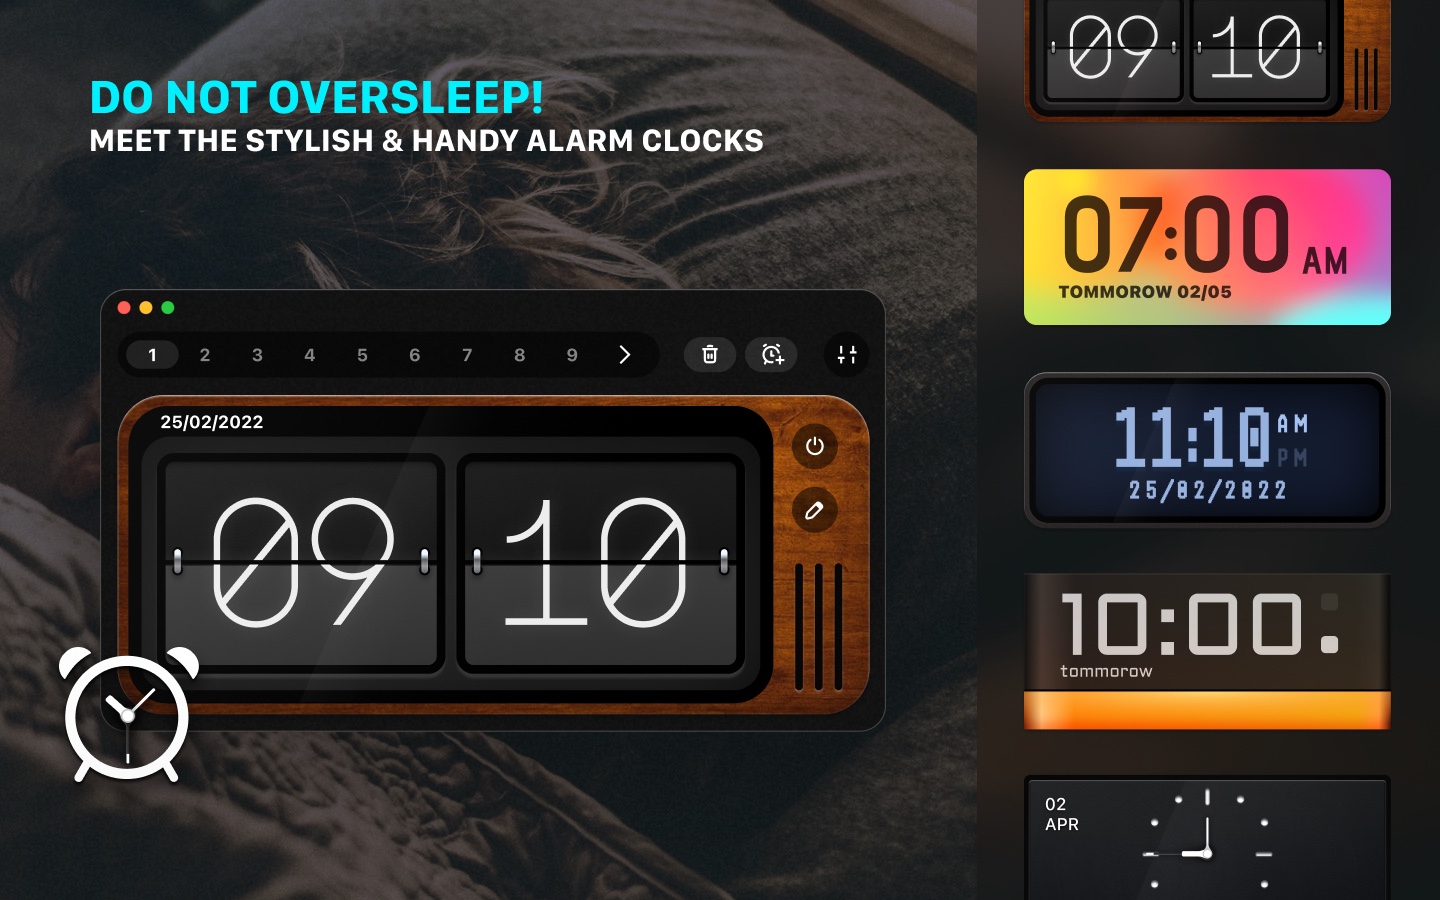 DO NOT OVERSLEEP!
MEET THE STYLISH & HANDY ALARM CLOCKS
1 2 3 4 5 6 7 8 9
25/02/2022
09 10
09 10
07:00 AM
TOMMOROW 02/05
11:10 AM
PM
25/02/2022
10:00
tommorow
02
APR